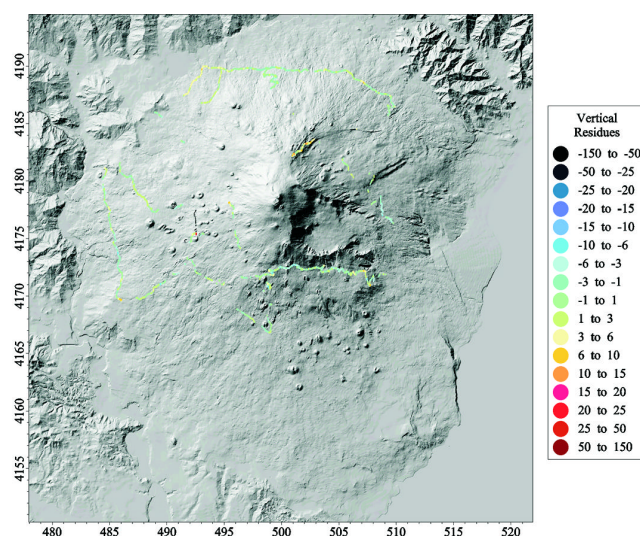 4190
4185
4180
4175
4170
4165
4160
4155
480 485 490 495 500 505 510 515 520
Vertical
Residues
-150 to -50
-50 to -25
-25 to -20
-20 to -15
-15 to -10
-10 to -6
-6 to -3
-3 to -1
-1 to 1
1 to 3
3 to 6
6 to 10
10 to 15
15 to 20
20 to 25
25 to 50
50 to 150